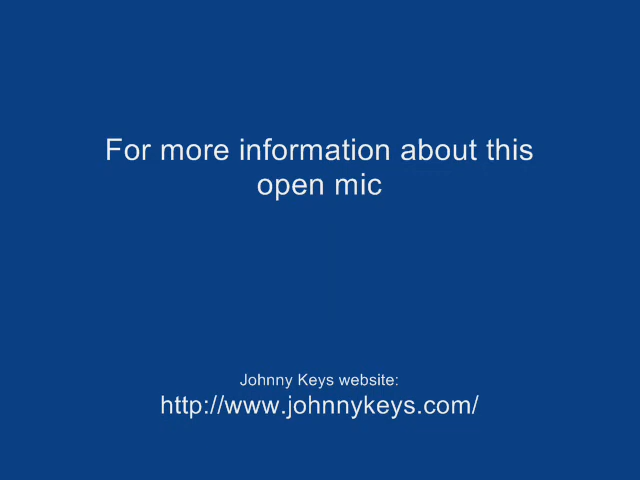 For more information about this
open mic
Johnny Keys website:
http://www.johnnykeys.com/